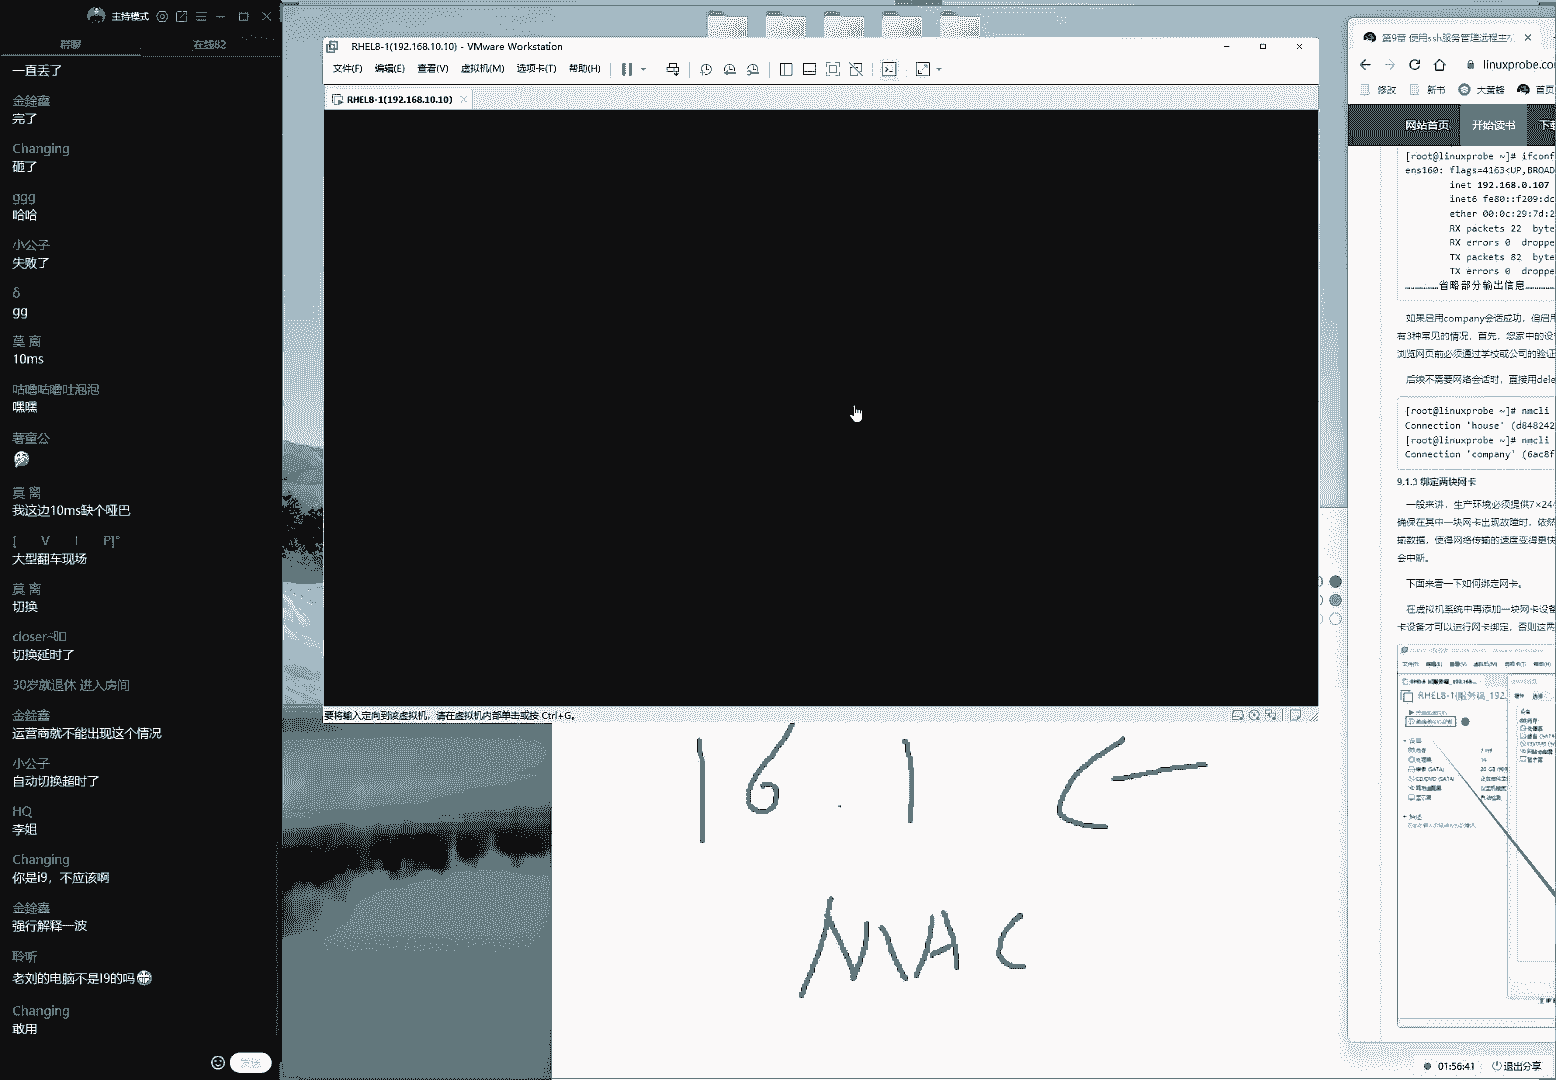 主持模式
群聊
在线82
一直丢了
金鍂鑫
完了
Changing
砸了
ggg
哈哈
小公子
失败了
δ
gg
莫 离
10ms
咕噜咕噜吐泡泡
嘿嘿
薯童公
莫 离
我这边10ms缺个哑巴
[ V I P]°
大型翻车现场
莫 离
切换
切换延时了
30岁就退休 进入房间
金鍂鑫
运营商就不能出现这个情况
小公子
自动切换超时了
HQ
李姐
Changing
你是i9，不应该啊
金鍂鑫
强行解释一波
聆听
老刘的电脑不是I9的吗
Changing
敢用
发送
RHEL8-1(192.168.10.10) - VMware Workstation
文件(F) 编辑(E) 查看(V) 虚拟机(M) 选项卡(T) 帮助(H)
RHEL8-1(192.168.10.10)
要将输入定向到该虚拟机，请在虚拟机内部单击或按 Ctrl+G。
16.1
MAC
第9章 使用ssh服务管理远程主
linuxprobe.co
修改 新书 大黄蜂 首页
网站首页 开始读书 下载
[root@linuxprobe ~]# ifconf
ens160: flags=4163<UP,BROAD
inet 192.168.0.107
inet6 fe80::f209:dc
ether 00:0c:29:7d:2
RX packets 22 byte
RX errors 0 droppe
TX packets 82 byte
TX errors 0 droppe
………………省略部分输出信息………………
如果启用company会话成功，但启用
有3种常见的情况，首先，您家中的设
浏览网页前必须通过学校或公司的验证
后续不需要网络会话时，直接用dele
[root@linuxprobe ~]# nmcli
Connection 'house' (d848242
[root@linuxprobe ~]# nmcli
Connection 'company' (6ac8f
9.1.3 绑定两块网卡
一般来讲，生产环境必须提供7×24
确保在其中一块网卡出现故障时，依然
输数据，使得网络传输的速度变得更快
会中断。
下面来看一下如何绑定网卡。
在虚拟机系统中再添加一块网卡设备
卡设备才可以运行网卡绑定，否则这两
01:56:41 退出分享